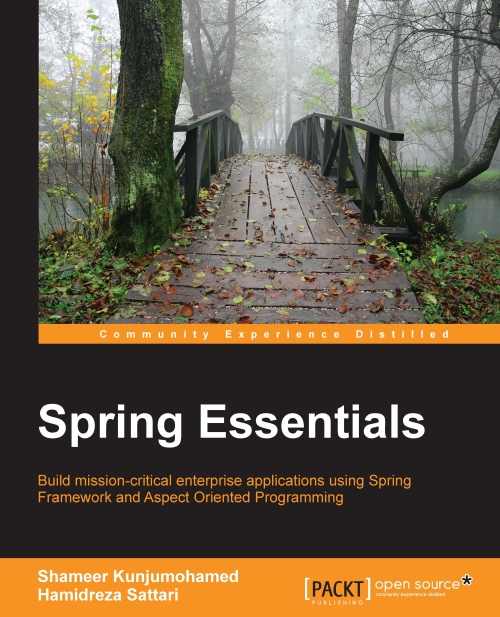 Community Experience Distilled
Spring Essentials
Build mission-critical enterprise applications using Spring
Framework and Aspect Oriented Programming
Shameer Kunjumohamed
Hamidreza Sattari
[PACKT] open source*
PUBLISHING community experience distilled